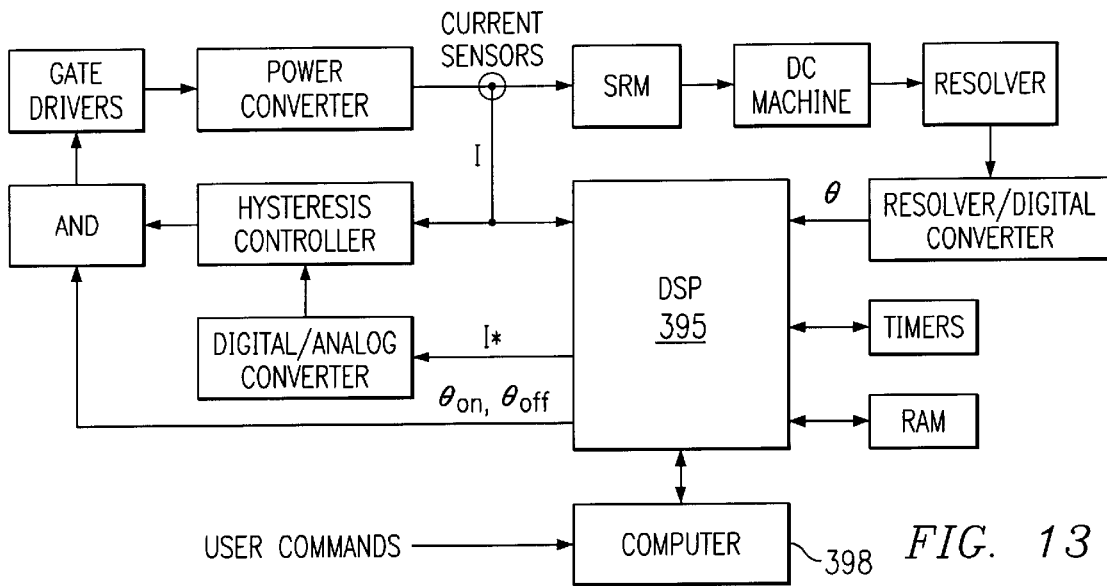 CURRENT
SENSORS
GATE
DRIVERS
POWER
CONVERTER
SRM
DC
MACHINE
RESOLVER
I
AND
HYSTERESIS
CONTROLLER
θ
RESOLVER/DIGITAL
CONVERTER
DSP
395
DIGITAL/ANALOG
CONVERTER
I*
TIMERS
θon, θoff
RAM
USER COMMANDS
COMPUTER
398
FIG. 13